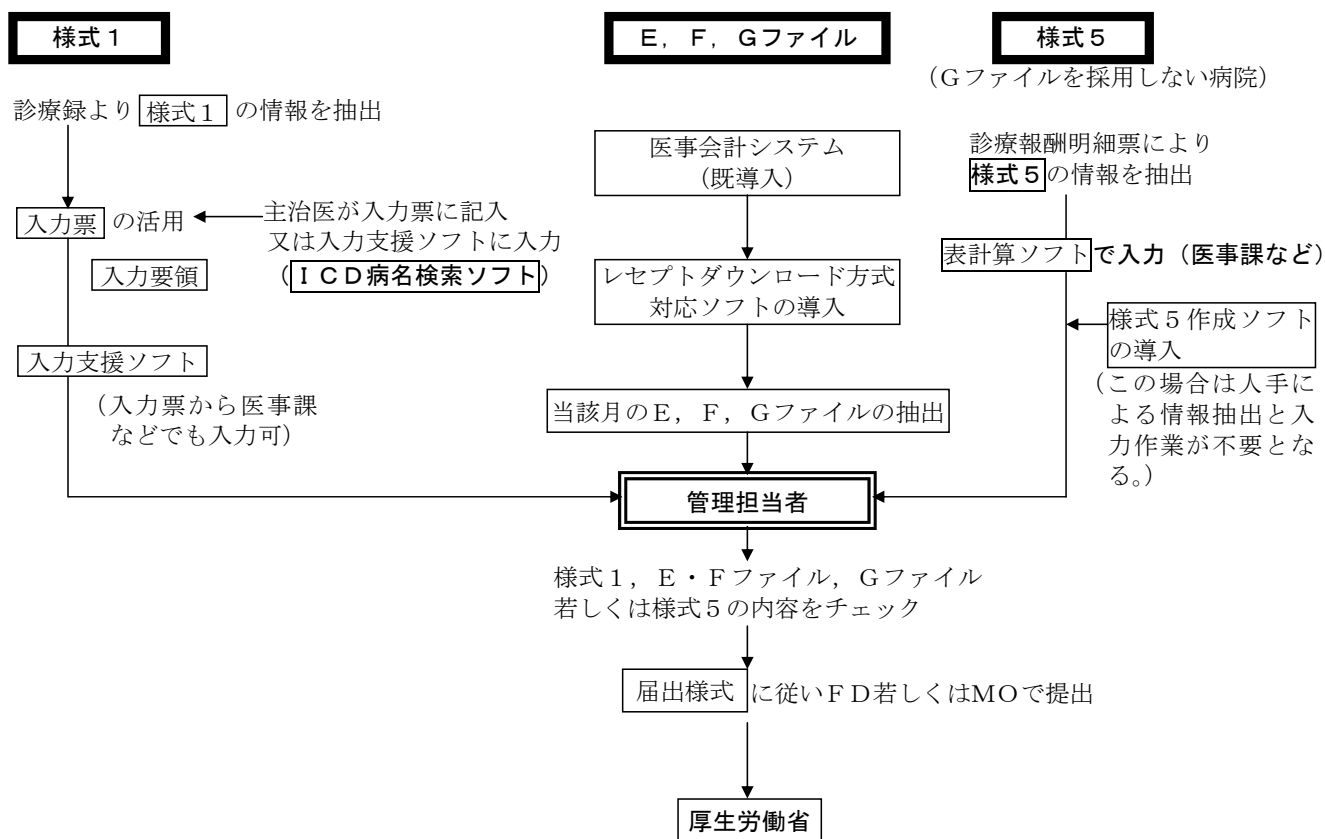 様式１
診療録より 様式１ の情報を抽出
入力票 の活用
主治医が入力票に記入
又は入力支援ソフトに入力
（ＩＣＤ病名検索ソフト）
入力要領
入力支援ソフト
（入力票から医事課
などでも入力可）
Ｅ，Ｆ，Ｇファイル
医事会計システム
（既導入）
レセプトダウンロード方式
対応ソフトの導入
当該月のＥ，Ｆ，Ｇファイルの抽出
様式５
（Ｇファイルを採用しない病院）
診療報酬明細票により
様式５の情報を抽出
表計算ソフトで入力（医事課など）
様式５作成ソフト
の導入
（この場合は人手に
よる情報抽出と入
力作業が不要とな
る。）
管理担当者
様式１，Ｅ・Ｆファイル，Ｇファイル
若しくは様式５の内容をチェック
届出様式 に従いＦＤ若しくはMOで提出
厚生労働省